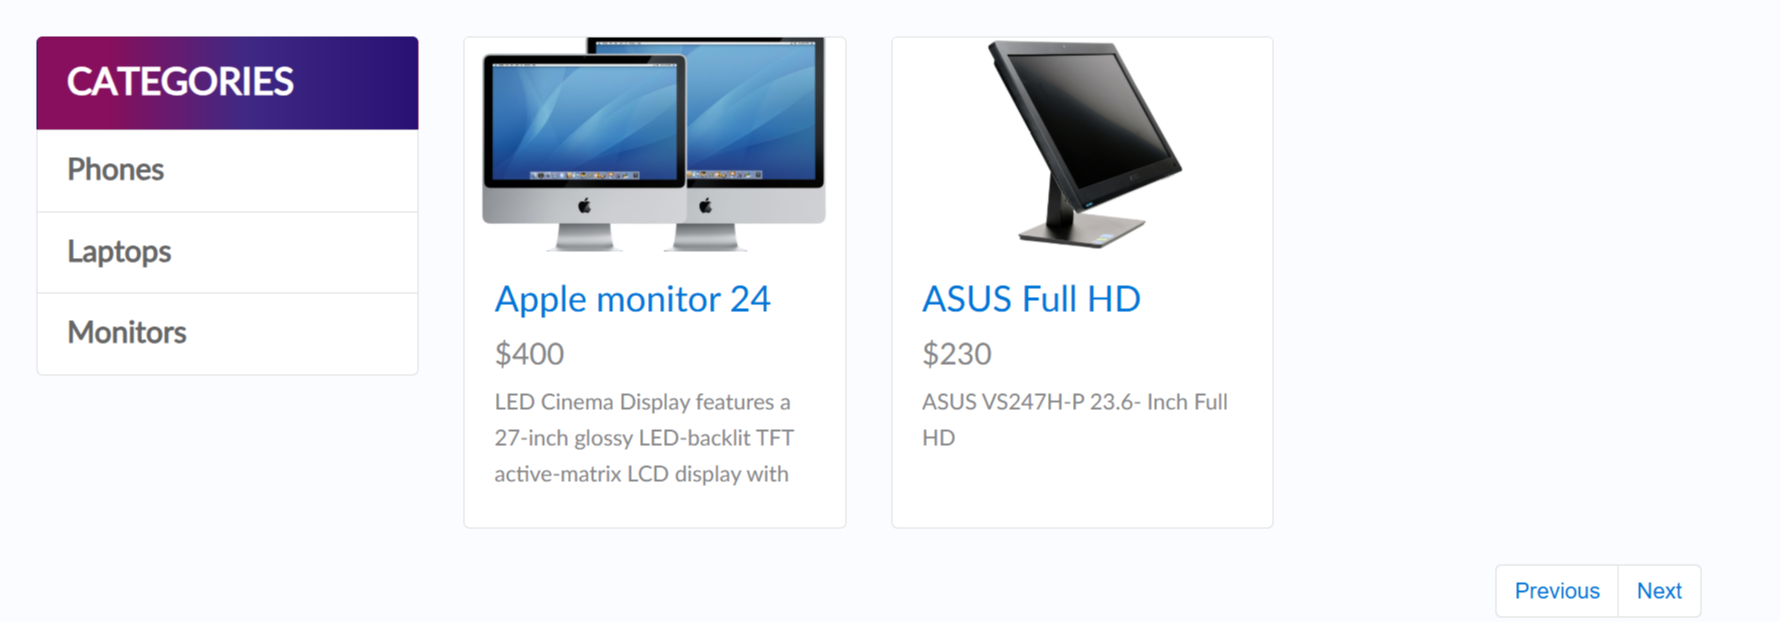 CATEGORIES
Phones
Laptops
Monitors
Apple monitor 24
$400
LED Cinema Display features a
27-inch glossy LED-backlit TFT
active-matrix LCD display with
ASUS Full HD
$230
ASUS VS247H-P 23.6- Inch Full
HD
Previous
Next